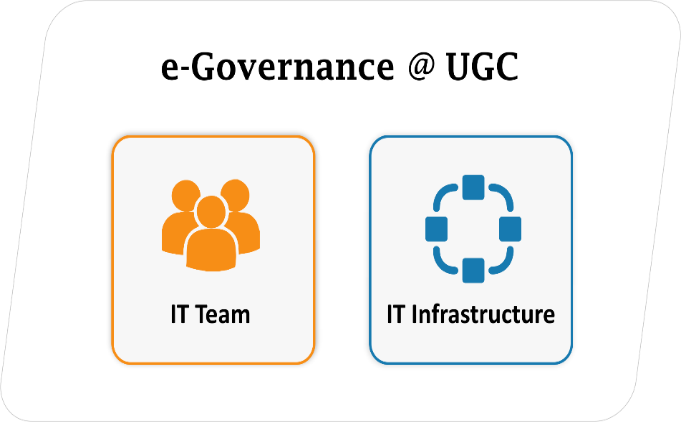 e-Governance @ UGC
IT Team
IT Infrastructure